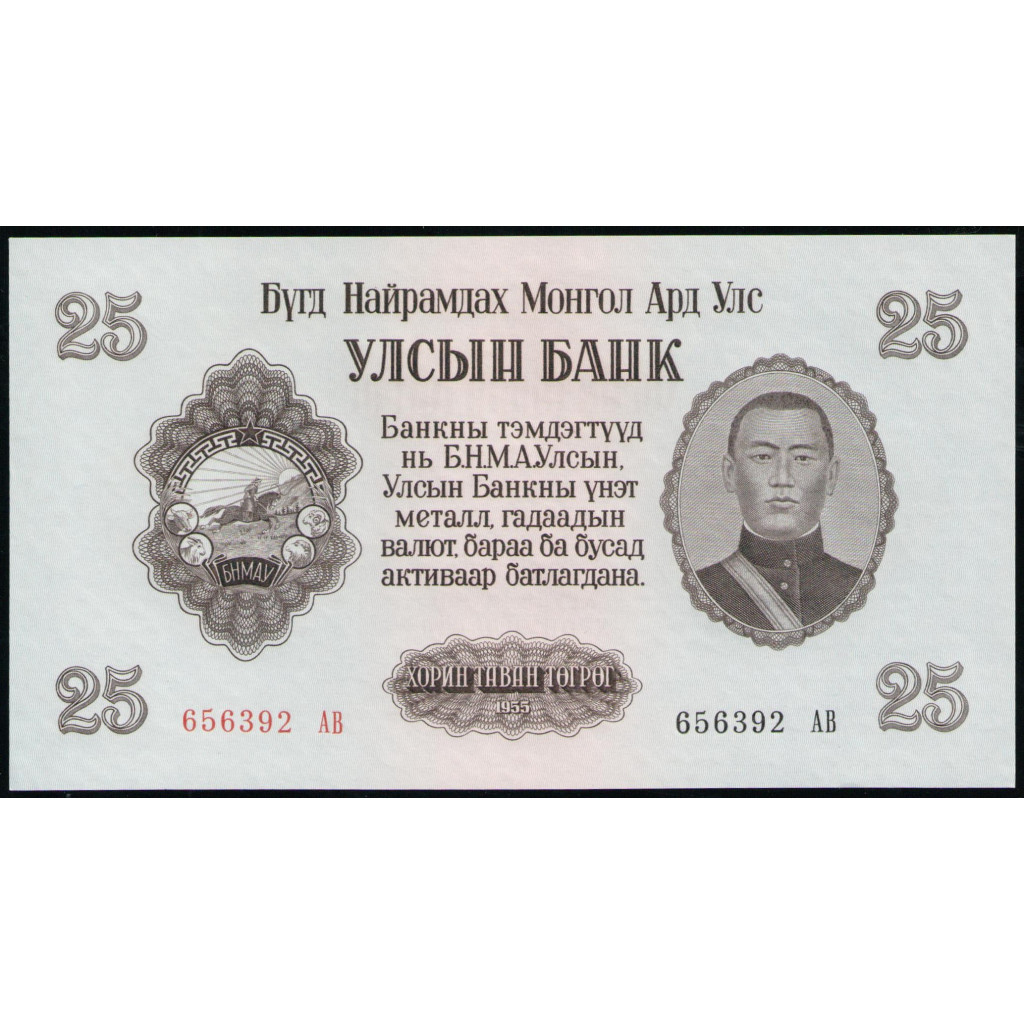 25 25
Бүгд Найрамдах Монгол Ард Улс
УЛСЫН БАНК
Банкны тэмдэгтүүд
нь Б.Н.М.А.Улсын,
Улсын Банкны үнэт
металл, гадаадын
валют, бараа ба бусад
активаар батлагдана.
БНМАУ
ХОРИН ТАВАН ТӨГРӨГ
1955
25 25
656392 АВ 656392 АВ